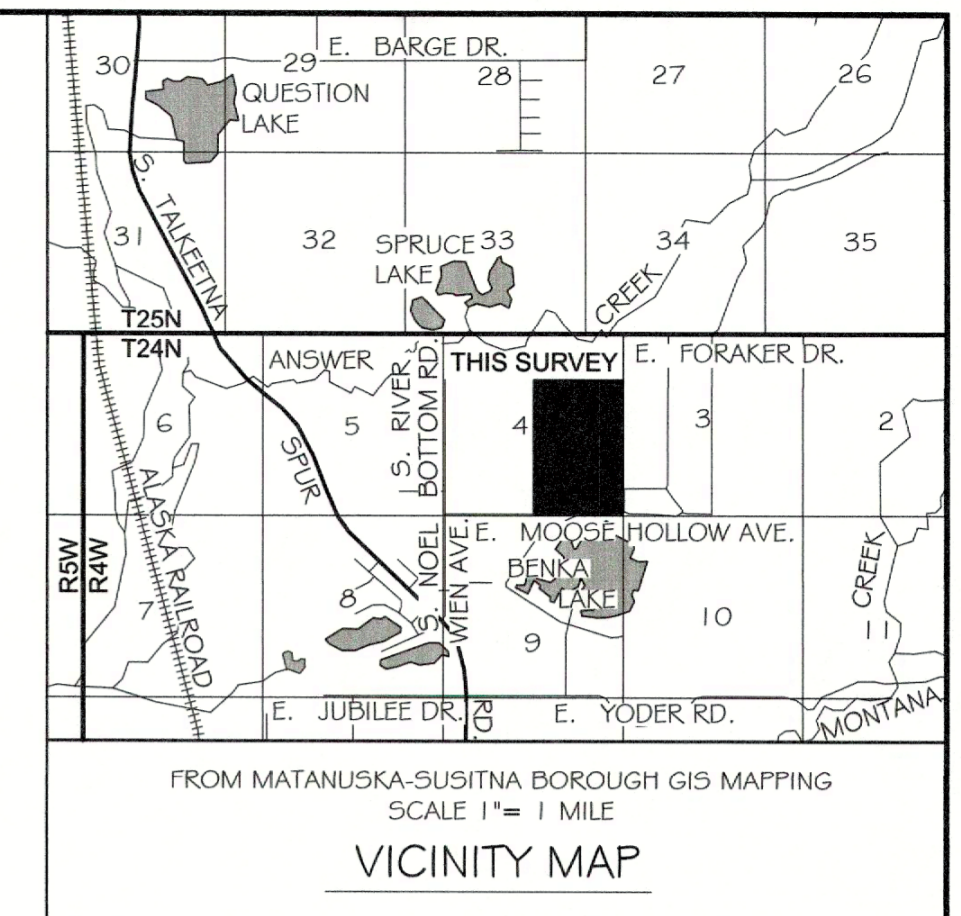 E. BARGE DR.
30
29
28
27
26
QUESTION
LAKE
S. TALKEETNA
31
32
SPRUCE
LAKE
33
34
35
CREEK
T25N
T24N
ANSWER
S. RIVER
BOTTOM RD.
THIS SURVEY
E. FORAKER DR.
6
5
4
3
2
SPUR
ALASKA RAILROAD
R5W
R4W
S. NOEL
WIEN AVE.
E. MOOSE HOLLOW AVE.
BENKA
LAKE
CREEK
7
8
9
10
11
E. JUBILEE DR.
RD.
E. YODER RD.
MONTANA
FROM MATANUSKA-SUSITNA BOROUGH GIS MAPPING
SCALE 1"= 1 MILE
VICINITY MAP